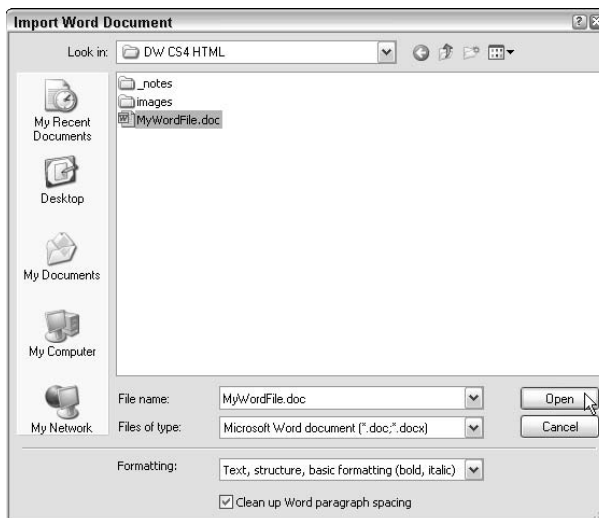 Import Word Document
Look in: DW CS4 HTML
_notes
images
MyWordFile.doc
My Recent
Documents
Desktop
My Documents
My Computer
My Network
File name: MyWordFile.doc Open
Files of type: Microsoft Word document (*.doc;*.docx) Cancel
Formatting: Text, structure, basic formatting (bold, italic)
Clean up Word paragraph spacing